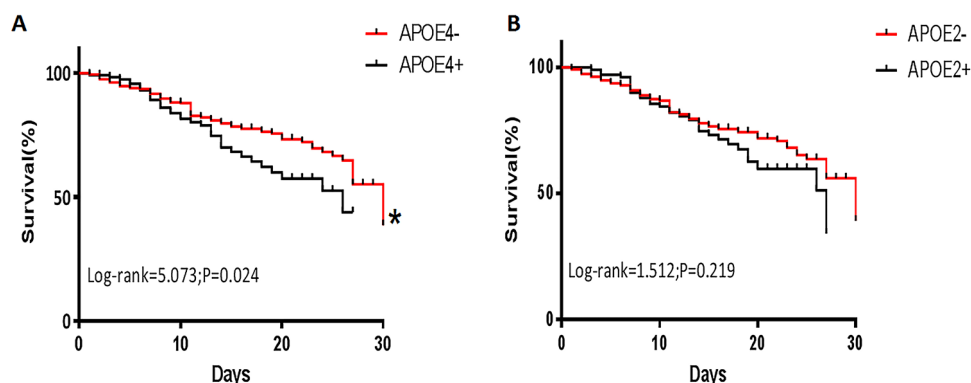 A
APOE4-
APOE4+
Survival(%)
100
50
0
Log-rank=5.073;P=0.024
*
0 10 20 30
Days
B
APOE2-
APOE2+
Survival(%)
100
50
0
Log-rank=1.512;P=0.219
0 10 20 30
Days